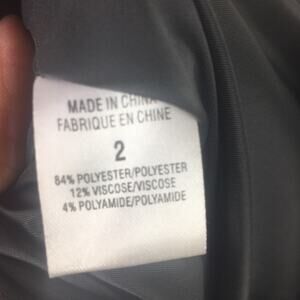 MADE IN CHINA
FABRIQUE EN CHINE
2
84% POLYESTER/POLYESTER
12% VISCOSE/VISCOSE
4% POLYAMIDE/POLYAMIDE